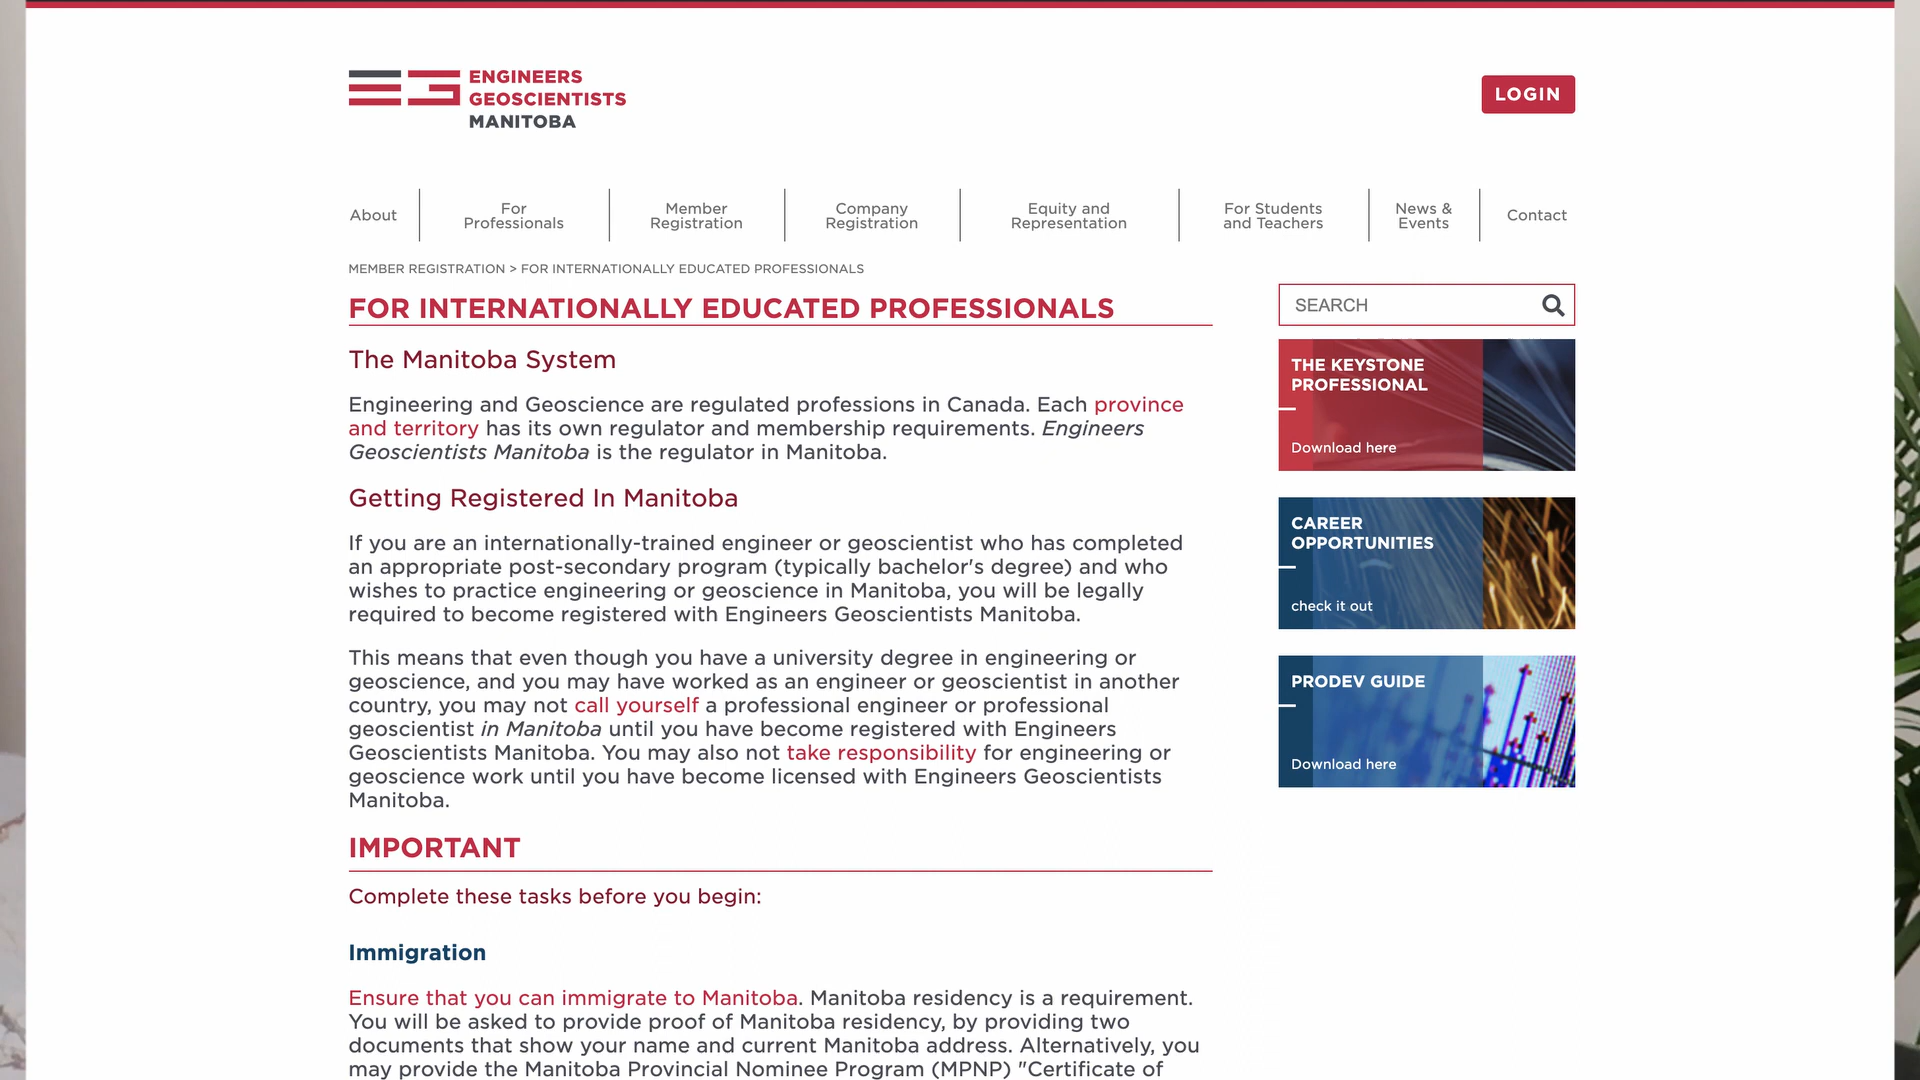 ENGINEERS
GEOSCIENTISTS
MANITOBA
LOGIN
About
For
Professionals
Member
Registration
Company
Registration
Equity and
Representation
For Students
and Teachers
News &
Events
Contact
MEMBER REGISTRATION > FOR INTERNATIONALLY EDUCATED PROFESSIONALS
FOR INTERNATIONALLY EDUCATED PROFESSIONALS
The Manitoba System
Engineering and Geoscience are regulated professions in Canada. Each province
and territory has its own regulator and membership requirements. Engineers
Geoscientists Manitoba is the regulator in Manitoba.
Getting Registered In Manitoba
If you are an internationally-trained engineer or geoscientist who has completed
an appropriate post-secondary program (typically bachelor's degree) and who
wishes to practice engineering or geoscience in Manitoba, you will be legally
required to become registered with Engineers Geoscientists Manitoba.
This means that even though you have a university degree in engineering or
geoscience, and you may have worked as an engineer or geoscientist in another
country, you may not call yourself a professional engineer or professional
geoscientist in Manitoba until you have become registered with Engineers
Geoscientists Manitoba. You may also not take responsibility for engineering or
geoscience work until you have become licensed with Engineers Geoscientists
Manitoba.
IMPORTANT
Complete these tasks before you begin:
Immigration
Ensure that you can immigrate to Manitoba. Manitoba residency is a requirement.
You will be asked to provide proof of Manitoba residency, by providing two
documents that show your name and current Manitoba address. Alternatively, you
may provide the Manitoba Provincial Nominee Program (MPNP) "Certificate of
SEARCH
THE KEYSTONE
PROFESSIONAL
Download here
CAREER
OPPORTUNITIES
check it out
PRODEV GUIDE
Download here